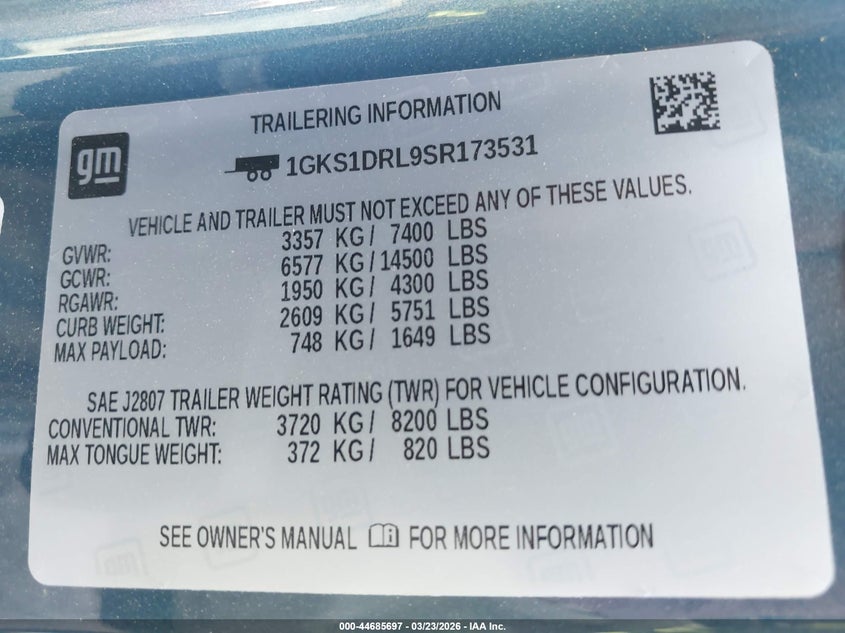 TRAILERING INFORMATION
gm
1GKS1DRL9SR173531
VEHICLE AND TRAILER MUST NOT EXCEED ANY OF THESE VALUES.
GVWR: 3357 KG / 7400 LBS
GCWR: 6577 KG / 14500 LBS
RGAWR: 1950 KG / 4300 LBS
CURB WEIGHT: 2609 KG / 5751 LBS
MAX PAYLOAD: 748 KG / 1649 LBS
SAE J2807 TRAILER WEIGHT RATING (TWR) FOR VEHICLE CONFIGURATION.
CONVENTIONAL TWR: 3720 KG / 8200 LBS
MAX TONGUE WEIGHT: 372 KG / 820 LBS
SEE OWNER'S MANUAL FOR MORE INFORMATION
000-44685697 - 03/23/2026 - IAA Inc.